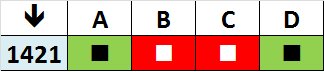 🡻 A B C D
1421 ■ ■ ■ ■